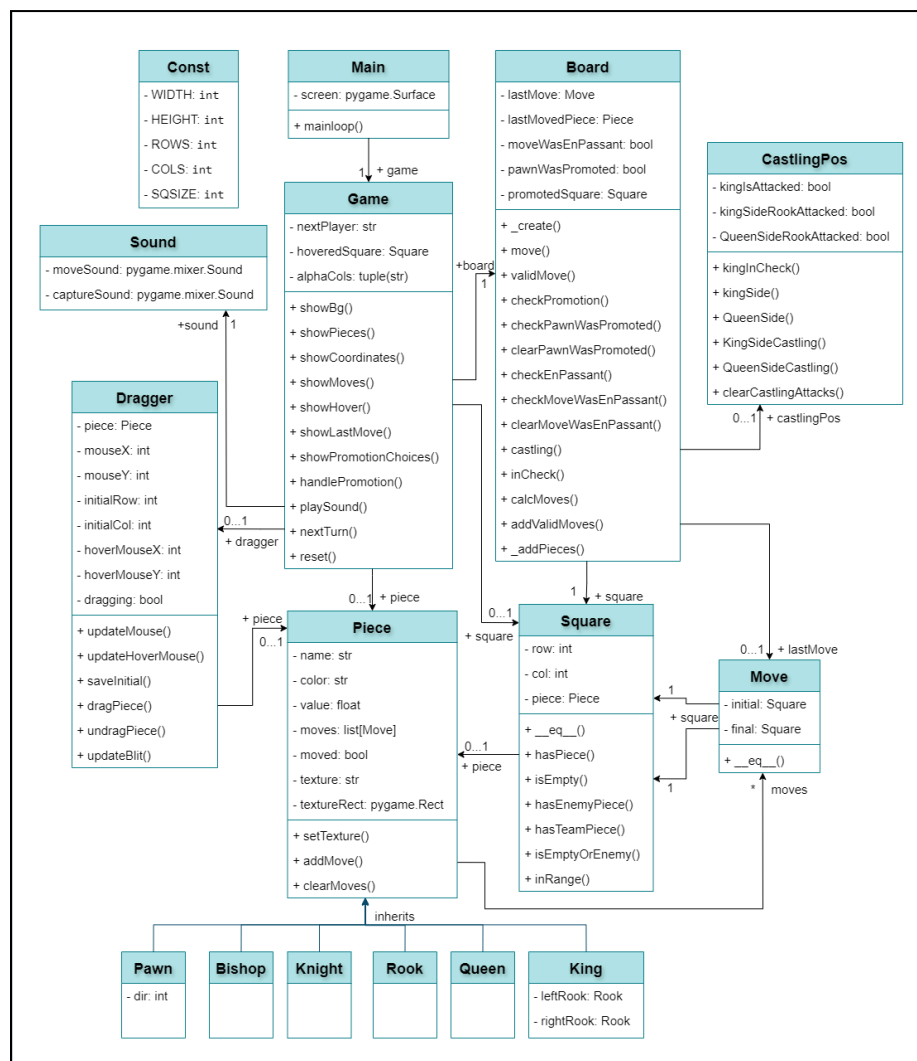 Const
- WIDTH: int
- HEIGHT: int
- ROWS: int
- COLS: int
- SQSIZE: int
Main
- screen: pygame.Surface
+ mainloop()
1
+ game
Board
- lastMove: Move
- lastMovedPiece: Piece
- moveWasEnPassant: bool
- pawnWasPromoted: bool
- promotedSquare: Square
+ _create()
+ move()
+ validMove()
+ checkPromotion()
+ checkPawnWasPromoted()
+ clearPawnWasPromoted()
+ checkEnPassant()
+ checkMoveWasEnPassant()
+ clearMoveWasEnPassant()
+ castling()
+ inCheck()
+ calcMoves()
+ addValidMoves()
+ _addPieces()
CastlingPos
- kingIsAttacked: bool
- kingSideRookAttacked: bool
- QueenSideRookAttacked: bool
+ kingInCheck()
+ kingSide()
+ QueenSide()
+ KingSideCastling()
+ QueenSideCastling()
+ clearCastlingAttacks()
0...1
+ castlingPos
Game
- nextPlayer: str
- hoveredSquare: Square
- alphaCols: tuple(str)
+ showBg()
+ showPieces()
+ showCoordinates()
+ showMoves()
+ showHover()
+ showLastMove()
+ showPromotionChoices()
+ handlePromotion()
+ playSound()
+ nextTurn()
+ reset()
+board
1
Sound
- moveSound: pygame.mixer.Sound
- captureSound: pygame.mixer.Sound
+sound
1
Dragger
- piece: Piece
- mouseX: int
- mouseY: int
- initialRow: int
- initialCol: int
- hoverMouseX: int
- hoverMouseY: int
- dragging: bool
+ updateMouse()
+ updateHoverMouse()
+ saveInitial()
+ dragPiece()
+ undragPiece()
+ updateBlit()
0...1
+ dragger
0...1
+ piece
+ piece
0...1
Piece
- name: str
- color: str
- value: float
- moves: list[Move]
- moved: bool
- texture: str
- textureRect: pygame.Rect
+ setTexture()
+ addMove()
+ clearMoves()
0...1
+ square
1
+ square
Square
- row: int
- col: int
- piece: Piece
+ __eq__()
+ hasPiece()
+ isEmpty()
+ hasEnemyPiece()
+ hasTeamPiece()
+ isEmptyOrEnemy()
+ inRange()
0...1
+ piece
0...1
+ lastMove
Move
- initial: Square
- final: Square
+ __eq__()
1
+ square
1
*
moves
inherits
Pawn
- dir: int
Bishop
Knight
Rook
Queen
King
- leftRook: Rook
- rightRook: Rook